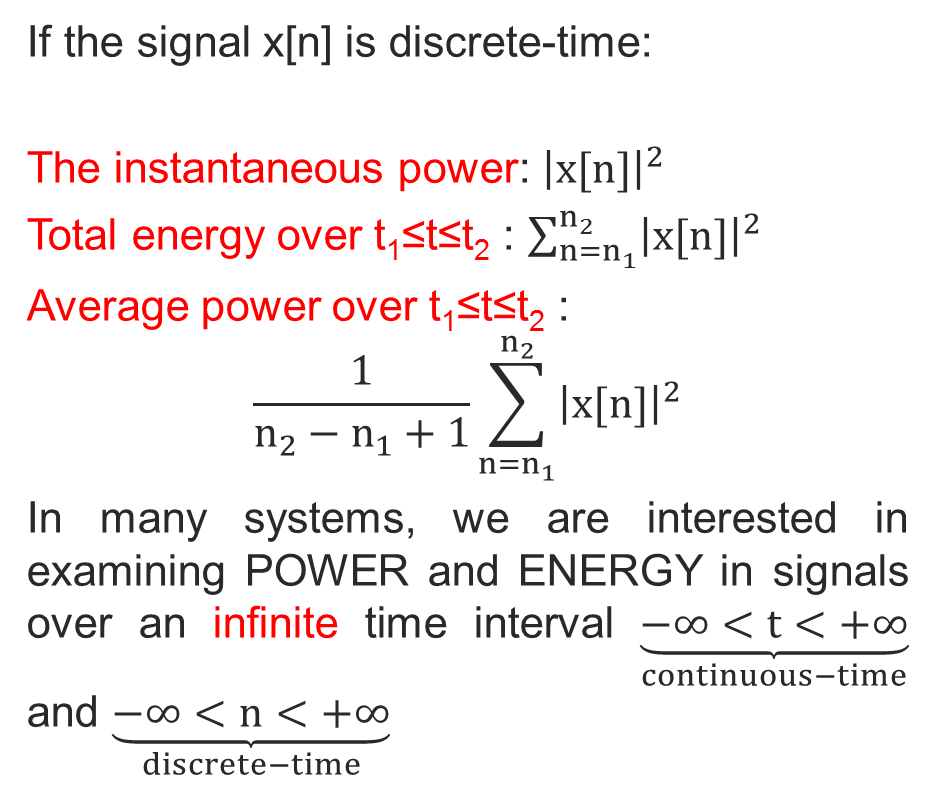 If the signal x[n] is discrete-time:
The instantaneous power: |x[n]|²
Total energy over t₁≤t≤t₂ : ∑ₙ₌ₙ₁ⁿ² |x[n]|²
Average power over t₁≤t≤t₂ :
1/(n₂ − n₁ + 1) ∑ₙ₌ₙ₁ⁿ² |x[n]|²
In many systems, we are interested in
examining POWER and ENERGY in signals
over an infinite time interval −∞ < t < +∞
continuous−time
and −∞ < n < +∞
discrete−time